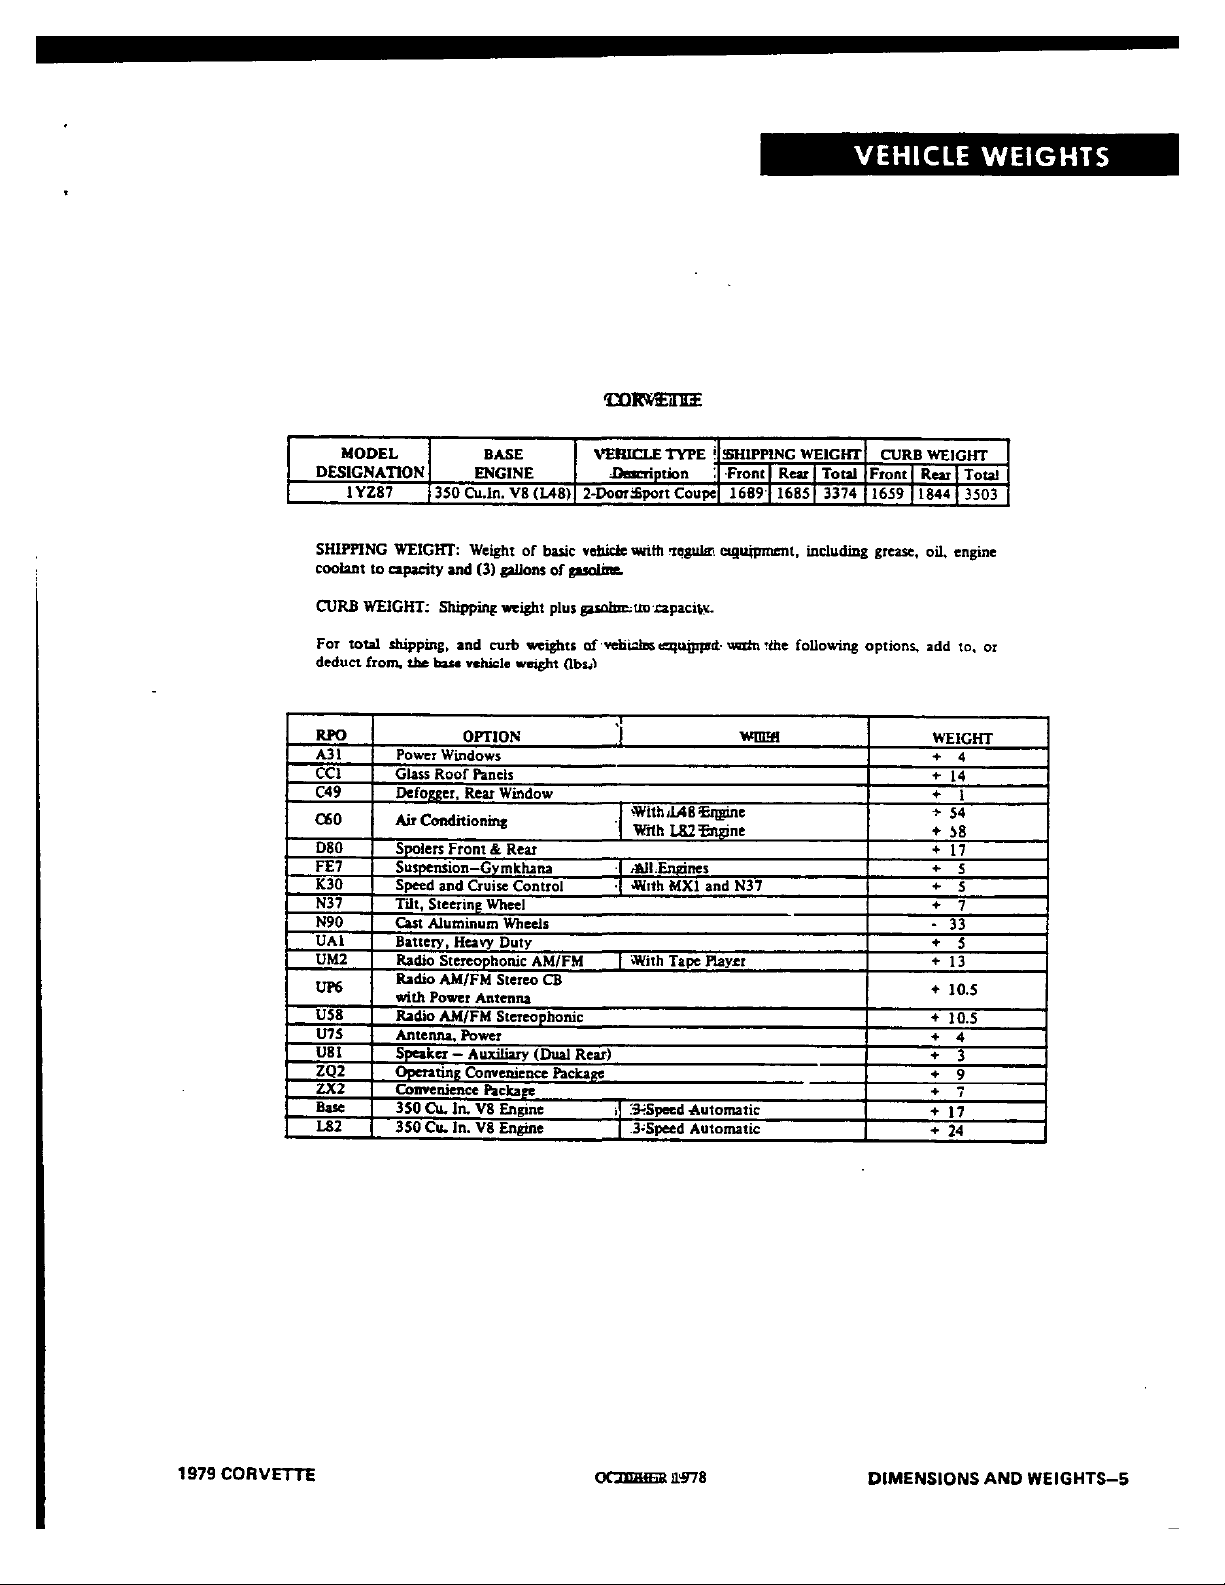 VEHICLE WEIGHTS
CORVETTE
MODEL DESIGNATION BASE ENGINE VEHICLE TYPE Description SHIPPING WEIGHT CURB WEIGHT
Front Rear Total Front Rear Total
1YZ87 350 Cu.In. V8 (L48) 2-Door Sport Coupe 1689 1685 3374 1659 1844 3503
SHIPPING WEIGHT: Weight of basic vehicle with regular equipment, including grease, oil, engine
coolant to capacity and (3) gallons of gasoline.
CURB WEIGHT: Shipping weight plus gasoline to capacity.
For total shipping, and curb weights of vehicles equipped with the following options, add to, or
deduct from, the base vehicle weight (lbs.)
RPO OPTION WITH WEIGHT
A31 Power Windows + 4
CC1 Glass Roof Panels + 14
C49 Defogger, Rear Window + 1
C60 Air Conditioning With L48 Engine + 54
With L82 Engine + 58
D80 Spoilers Front & Rear + 17
FE7 Suspension—Gymkhana All Engines + 5
K30 Speed and Cruise Control With MX1 and N37 + 5
N37 Tilt, Steering Wheel + 7
N90 Cast Aluminum Wheels - 33
UA1 Battery, Heavy Duty + 5
UM2 Radio Stereophonic AM/FM With Tape Player + 13
UP6 Radio AM/FM Stereo CB
with Power Antenna + 10.5
U58 Radio AM/FM Stereophonic + 10.5
U75 Antenna, Power + 4
U81 Speaker — Auxiliary (Dual Rear) + 3
ZQ2 Operating Convenience Package + 9
ZX2 Convenience Package + 7
Base 350 Cu. In. V8 Engine 3-Speed Automatic + 17
L82 350 Cu. In. V8 Engine 3-Speed Automatic + 24
1979 CORVETTE OCTOBER 1978 DIMENSIONS AND WEIGHTS—5